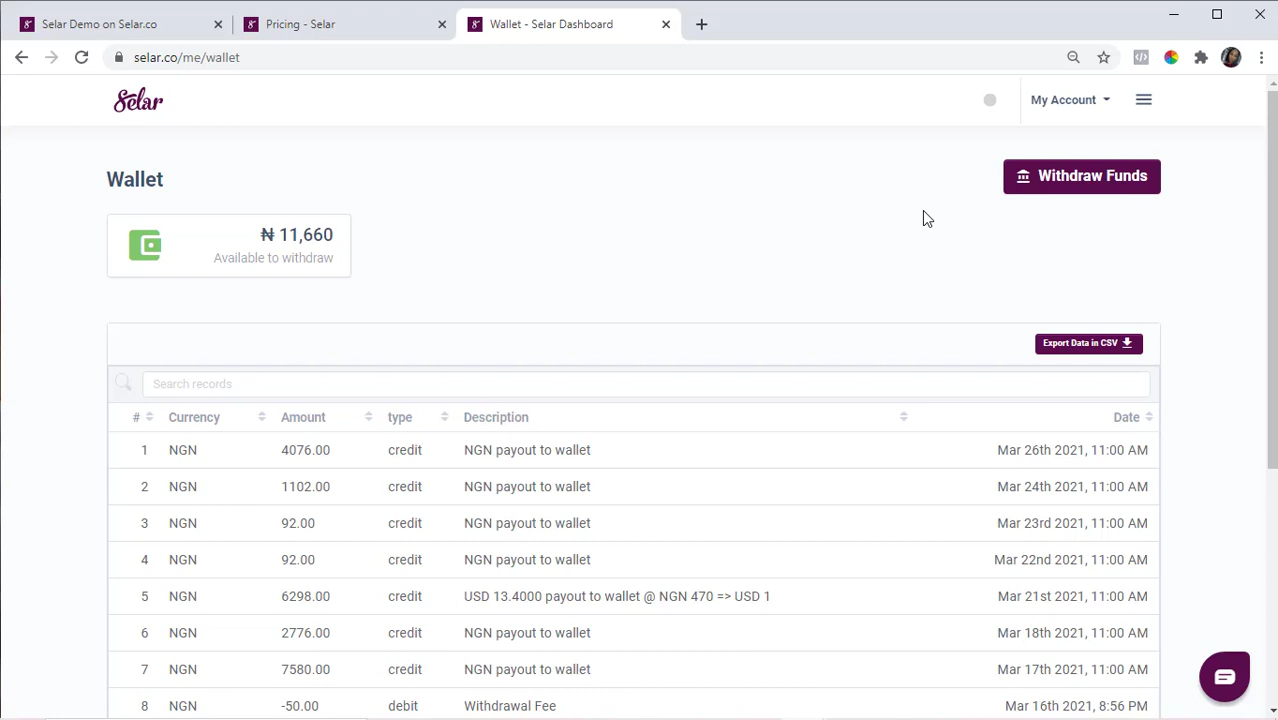 Selar Demo on Selar.co
Pricing - Selar
Wallet - Selar Dashboard
selar.co/me/wallet
Selar
My Account
Wallet
Withdraw Funds
₦ 11,660
Available to withdraw
Export Data in CSV
Search records
# Currency Amount type Description Date
1 NGN 4076.00 credit NGN payout to wallet Mar 26th 2021, 11:00 AM
2 NGN 1102.00 credit NGN payout to wallet Mar 24th 2021, 11:00 AM
3 NGN 92.00 credit NGN payout to wallet Mar 23rd 2021, 11:00 AM
4 NGN 92.00 credit NGN payout to wallet Mar 22nd 2021, 11:00 AM
5 NGN 6298.00 credit USD 13.4000 payout to wallet @ NGN 470 => USD 1 Mar 21st 2021, 11:00 AM
6 NGN 2776.00 credit NGN payout to wallet Mar 18th 2021, 11:00 AM
7 NGN 7580.00 credit NGN payout to wallet Mar 17th 2021, 11:00 AM
8 NGN -50.00 debit Withdrawal Fee Mar 16th 2021, 8:56 PM